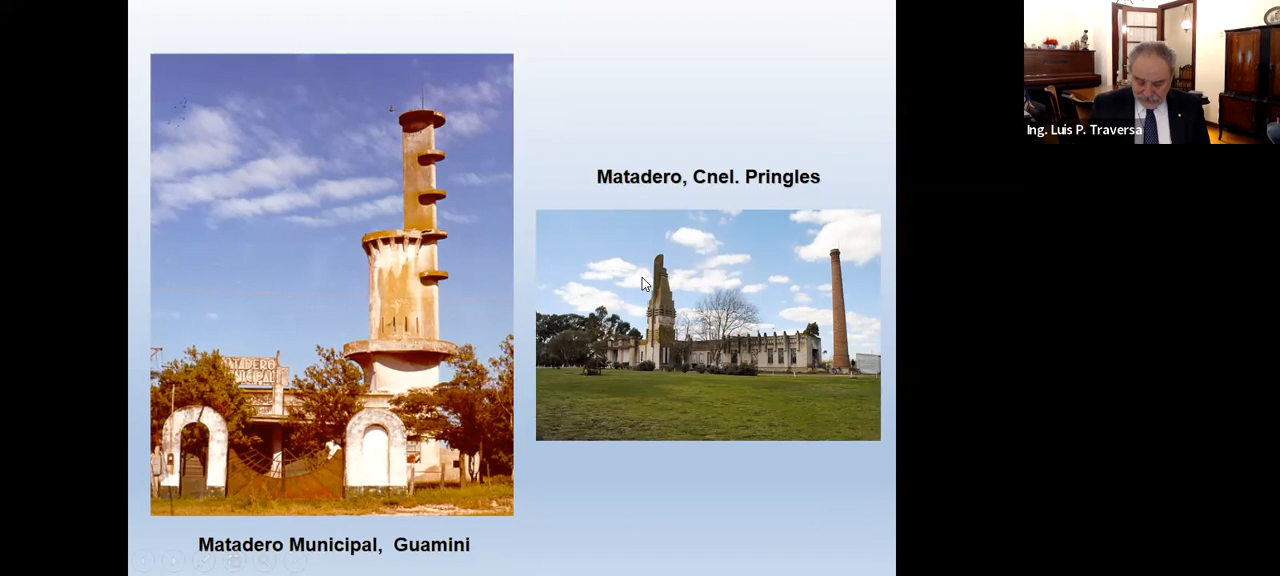 Matadero, Cnel. Pringles
MATADERO
MUNICIPAL
Matadero Municipal, Guamini
Ing. Luis P. Traversa